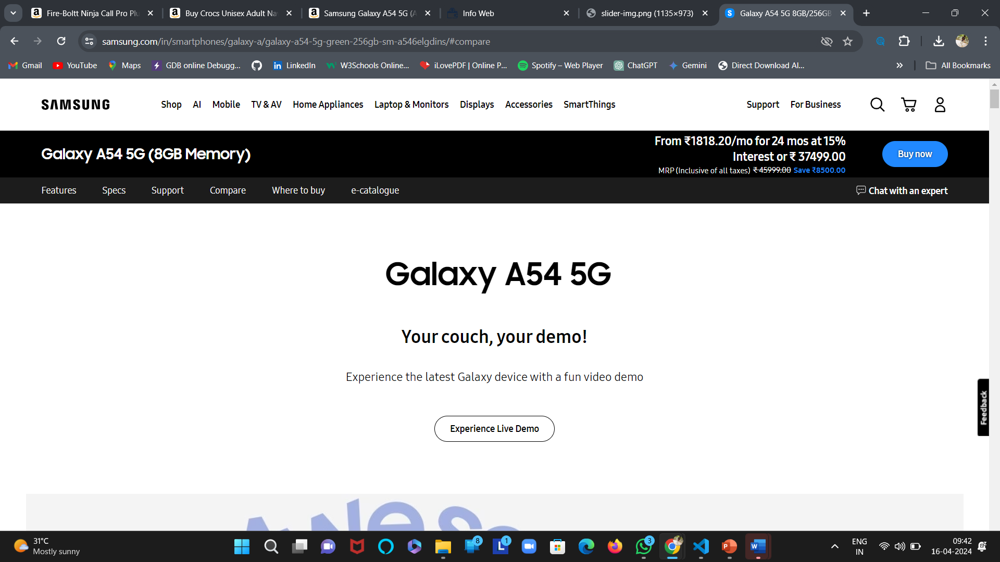 Fire-Boltt Ninja Call Pro Plu
Buy Crocs Unisex Adult Na
Samsung Galaxy A54 5G (A
Info Web
slider-img.png (1135×973)
S
Galaxy A54 5G 8GB/256GB
samsung.com/in/smartphones/galaxy-a/galaxy-a54-5g-green-256gb-sm-a546elgdins/#compare
Gmail
YouTube
Maps
GDB online Debugg...
LinkedIn
W3Schools Online...
iLovePDF | Online P...
Spotify – Web Player
ChatGPT
Gemini
Direct Download Al...
All Bookmarks
SAMSUNG
Shop
AI
Mobile
TV & AV
Home Appliances
Laptop & Monitors
Displays
Accessories
SmartThings
Support
For Business
Galaxy A54 5G (8GB Memory)
From ₹1818.20/mo for 24 mos at 15%
Interest or ₹ 37499.00
MRP (Inclusive of all taxes) ₹ 45999.00 Save ₹8500.00
Buy now
Features
Specs
Support
Compare
Where to buy
e-catalogue
Chat with an expert
Galaxy A54 5G
Your couch, your demo!
Experience the latest Galaxy device with a fun video demo
Experience Live Demo
Feedback
31°C
Mostly sunny
8
1
3
ENG
IN
09:42
16-04-2024